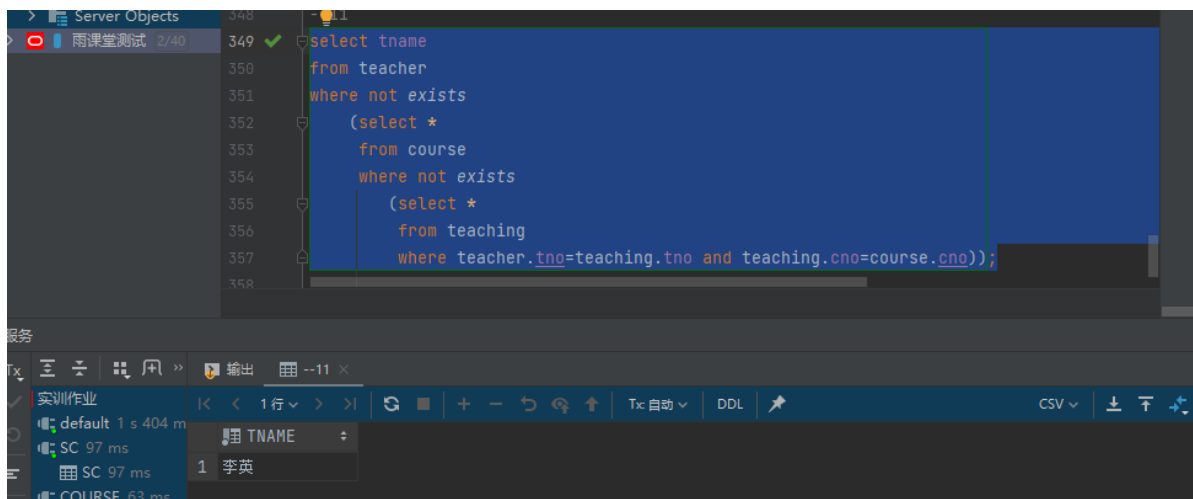 Server Objects
雨课堂测试 2/40
348 --11
349 select tname
350 from teacher
351 where not exists
352 (select *
353 from course
354 where not exists
355 (select *
356 from teaching
357 where teacher.tno=teaching.tno and teaching.cno=course.cno));
358
服务
Tx
输出
--11
实训作业
1行
Tx: 自动
DDL
CSV
default 1 s 404 m
TNAME
SC 97 ms
1 李英
SC 97 ms
COURSE 63 ms